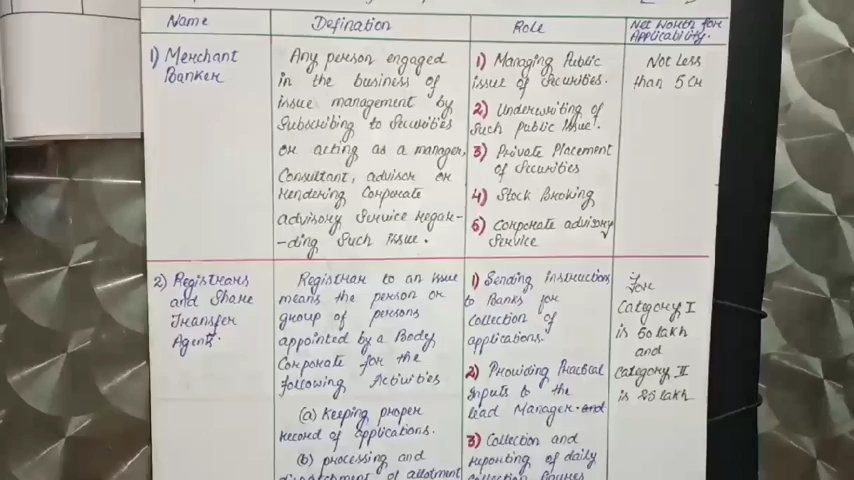 Name
Defination
Role
Net Worth for
Applicability.
1) Merchant
Banker
Any person engaged
in the business of
issue management by
Subscribing to Securities
or acting as a manager,
Consultant, advisor or
rendering Corporate
advisory Service regar-
-ding Such issue.
1) Managing Public
issue of Securities.
2) Underwriting of
Such public issue.
3) Private Placement
of Securities
4) Stock Broking
5) Corporate advisory
Service
Not Less
than 5 Cr
2) Registrars
and Share
Transfer
Agent.
Registrar to an issue
means the person or
group of persons
appointed by a Body
Corporate for the
following Activities
(a) Keeping proper
record of applications.
(b) processing and
of allotment
1) Sending instructions
to Banks for
Collection of
applications.
2) Providing Practical
Inputs to the
Lead Manager. and
3) Collection and
reporting of daily
Collection
For
Category I
is 50 lakh
and
Category II
is 25 lakh